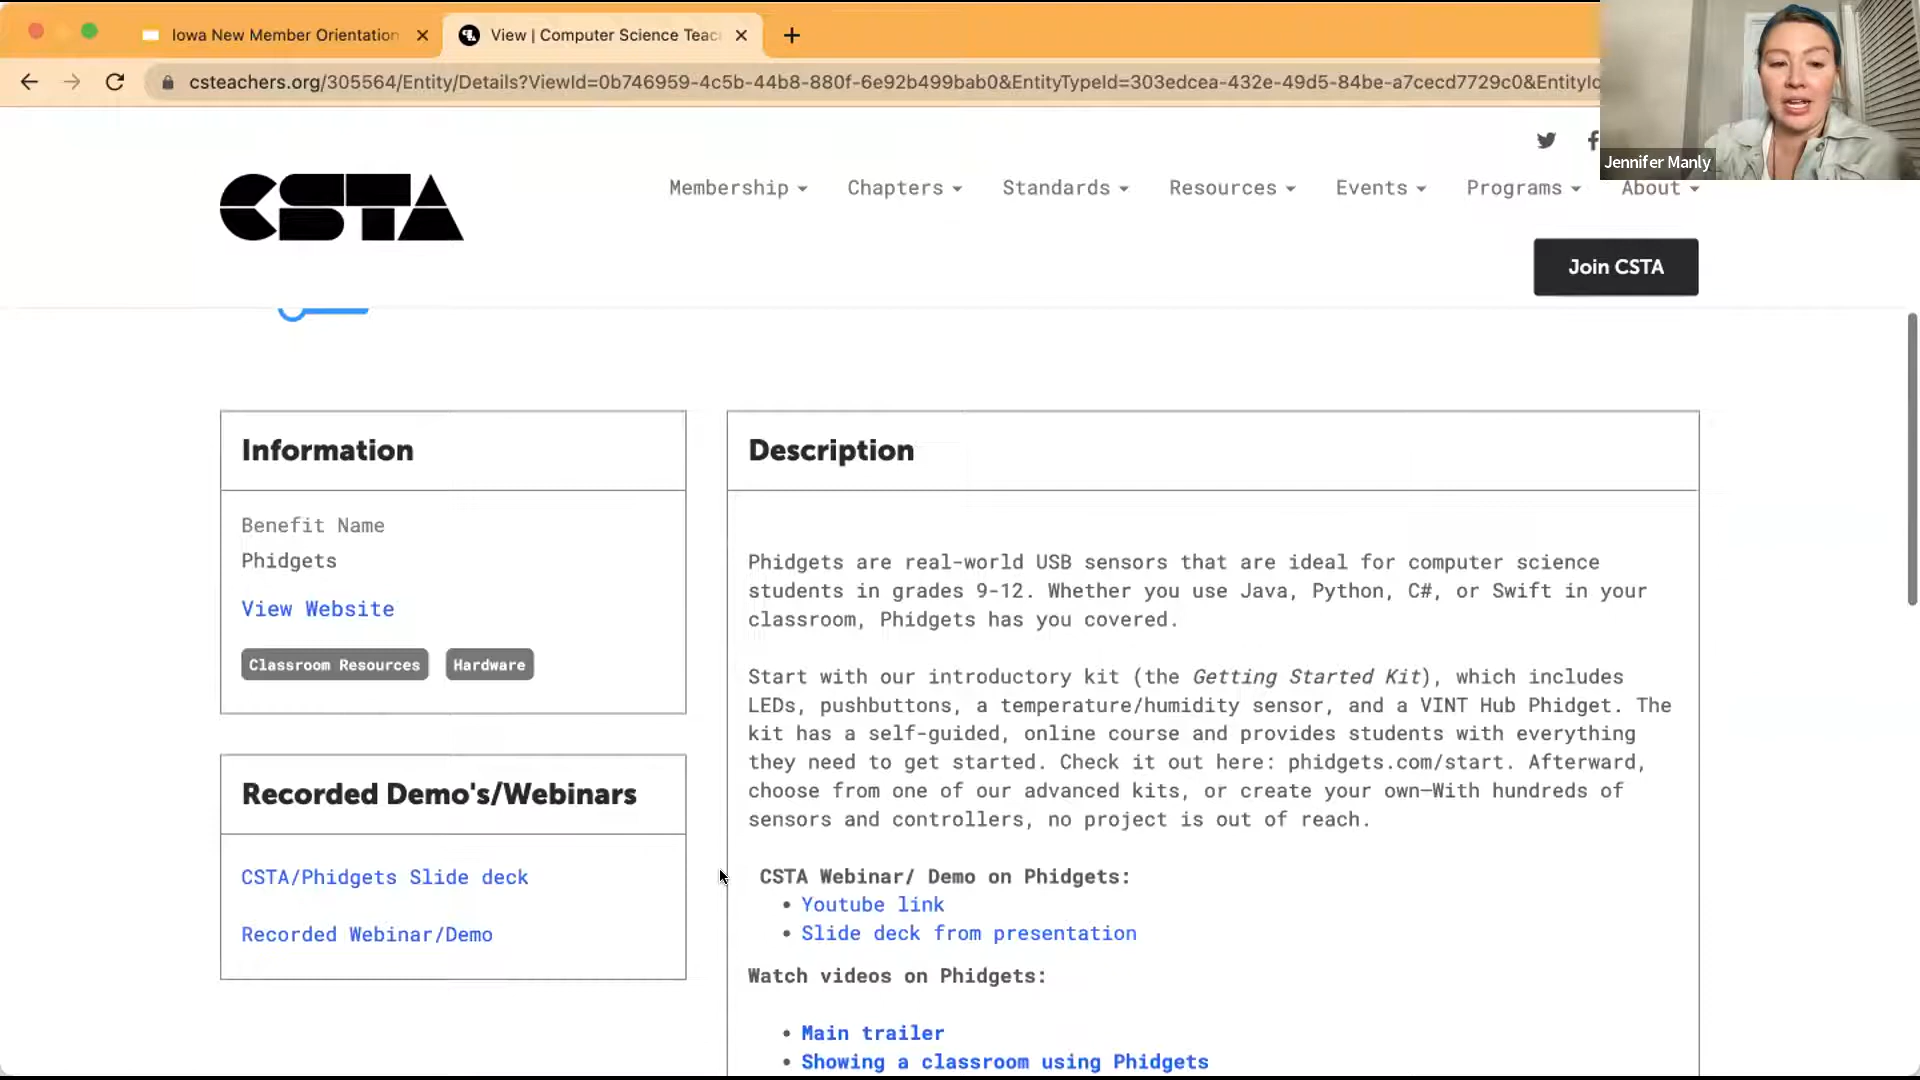 Iowa New Member Orientation
View | Computer Science Teac
csteachers.org/305564/Entity/Details?ViewId=0b746959-4c5b-44b8-880f-6e92b499bab0&EntityTypeId=303edcea-432e-49d5-84be-a7cecd7729c0&EntityId
Jennifer Manly
CSTA
Membership
Chapters
Standards
Resources
Events
Programs
About
Join CSTA
Information
Benefit Name
Phidgets
View Website
Classroom Resources
Hardware
Recorded Demo's/Webinars
CSTA/Phidgets Slide deck
Recorded Webinar/Demo
Description
Phidgets are real-world USB sensors that are ideal for computer science
students in grades 9-12. Whether you use Java, Python, C#, or Swift in your
classroom, Phidgets has you covered.
Start with our introductory kit (the Getting Started Kit), which includes
LEDs, pushbuttons, a temperature/humidity sensor, and a VINT Hub Phidget. The
kit has a self-guided, online course and provides students with everything
they need to get started. Check it out here: phidgets.com/start. Afterward,
choose from one of our advanced kits, or create your own—With hundreds of
sensors and controllers, no project is out of reach.
CSTA Webinar/ Demo on Phidgets:
• Youtube link
• Slide deck from presentation
Watch videos on Phidgets:
• Main trailer
• Showing a classroom using Phidgets